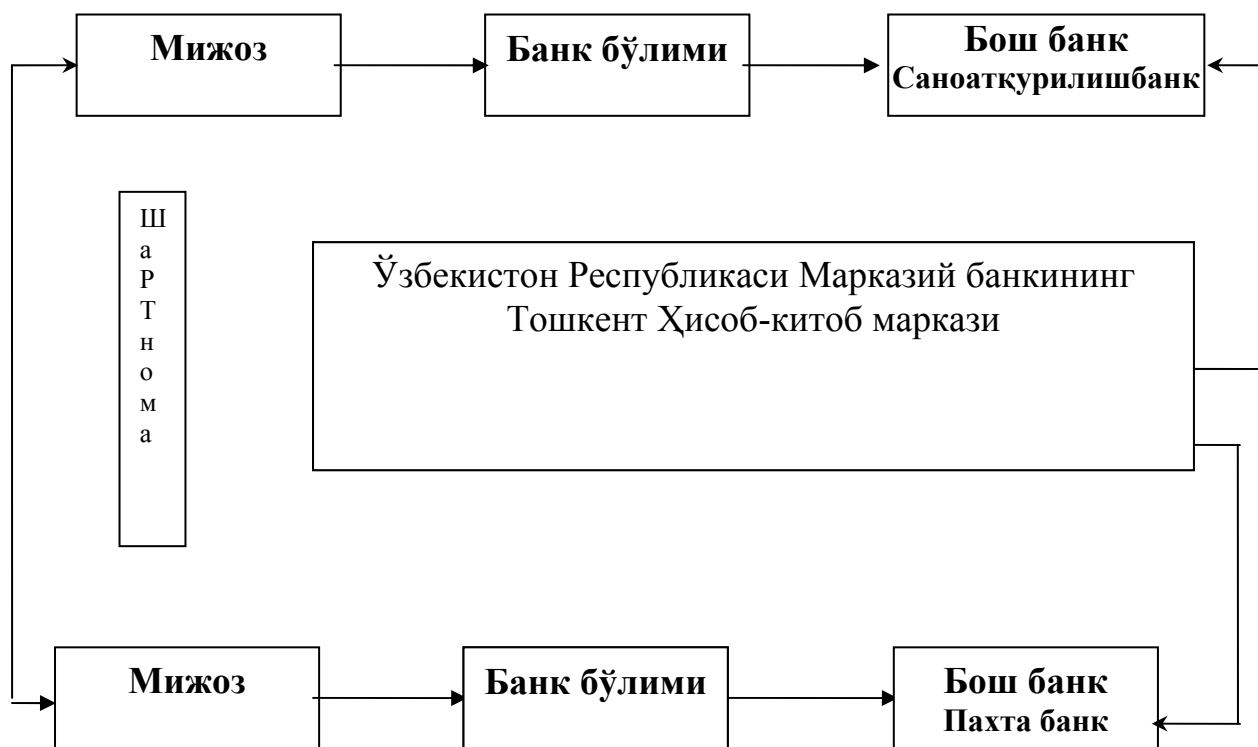 Мижоз
Банк бўлими
Бош банк
Саноатқурилишбанк
Ш
а
Р
Т
н
о
м
а
Ўзбекистон Республикаси Марказий банкининг
Тошкент Ҳисоб-китоб маркази
Мижоз
Банк бўлими
Бош банк
Пахта банк